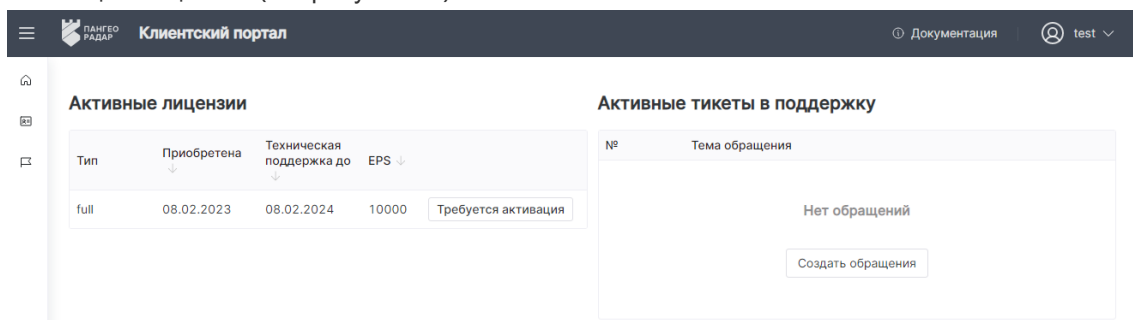 ПАНГЕО
РАДАР
Клиентский портал
Документация
test
Активные лицензии
Активные тикеты в поддержку
Тип
Приобретена
Техническая
поддержка до
EPS
№
Тема обращения
full
08.02.2023
08.02.2024
10000
Требуется активация
Нет обращений
Создать обращения